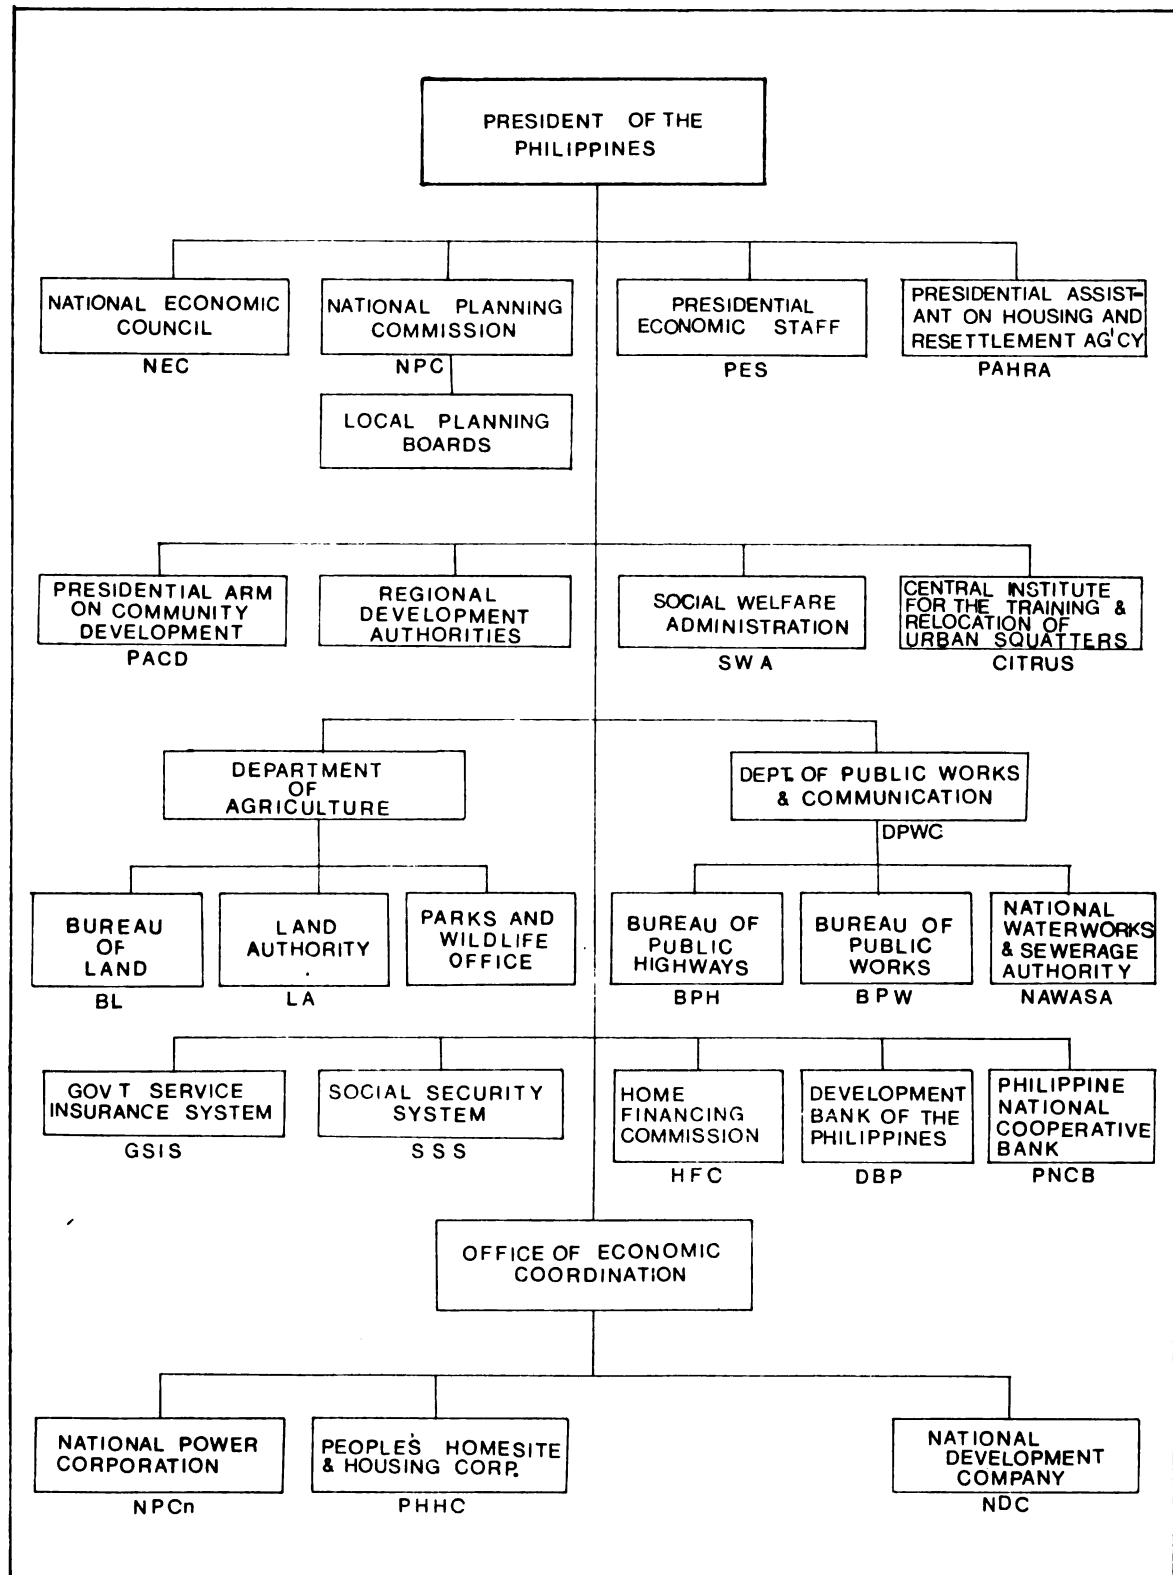 PRESIDENT OF THE
PHILIPPINES
NATIONAL ECONOMIC
COUNCIL
NEC
NATIONAL PLANNING
COMMISSION
NPC
PRESIDENTIAL
ECONOMIC STAFF
PES
PRESIDENTIAL ASSIST-
ANT ON HOUSING AND
RESETTLEMENT AG'CY
PAHRA
LOCAL PLANNING
BOARDS
PRESIDENTIAL ARM
ON COMMUNITY
DEVELOPMENT
PACD
REGIONAL
DEVELOPMENT
AUTHORITIES
SOCIAL WELFARE
ADMINISTRATION
SWA
CENTRAL INSTITUTE
FOR THE TRAINING &
RELOCATION OF
URBAN SQUATTERS
CITRUS
DEPARTMENT
OF
AGRICULTURE
DEPT. OF PUBLIC WORKS
& COMMUNICATION
DPWC
BUREAU
OF
LAND
BL
LAND
AUTHORITY
LA
PARKS AND
WILDLIFE
OFFICE
BUREAU OF
PUBLIC
HIGHWAYS
BPH
BUREAU OF
PUBLIC
WORKS
BPW
NATIONAL
WATERWORKS
& SEWERAGE
AUTHORITY
NAWASA
GOV'T SERVICE
INSURANCE SYSTEM
GSIS
SOCIAL SECURITY
SYSTEM
SSS
HOME
FINANCING
COMMISSION
HFC
DEVELOPMENT
BANK OF THE
PHILIPPINES
DBP
PHILIPPINE
NATIONAL
COOPERATIVE
BANK
PNCB
OFFICE OF ECONOMIC
COORDINATION
NATIONAL POWER
CORPORATION
NPCn
PEOPLE'S HOMESITE
& HOUSING CORP.
PHHC
NATIONAL
DEVELOPMENT
COMPANY
NDC